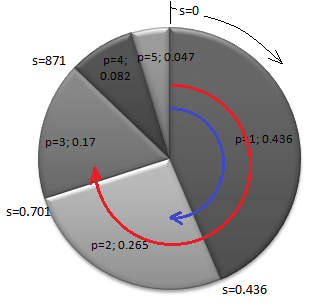 s=0
s=871
p=4;
0.082
p=5; 0.047
p=1; 0.436
p=3; 0.17
s=0.701
p=2; 0.265
s=0.436